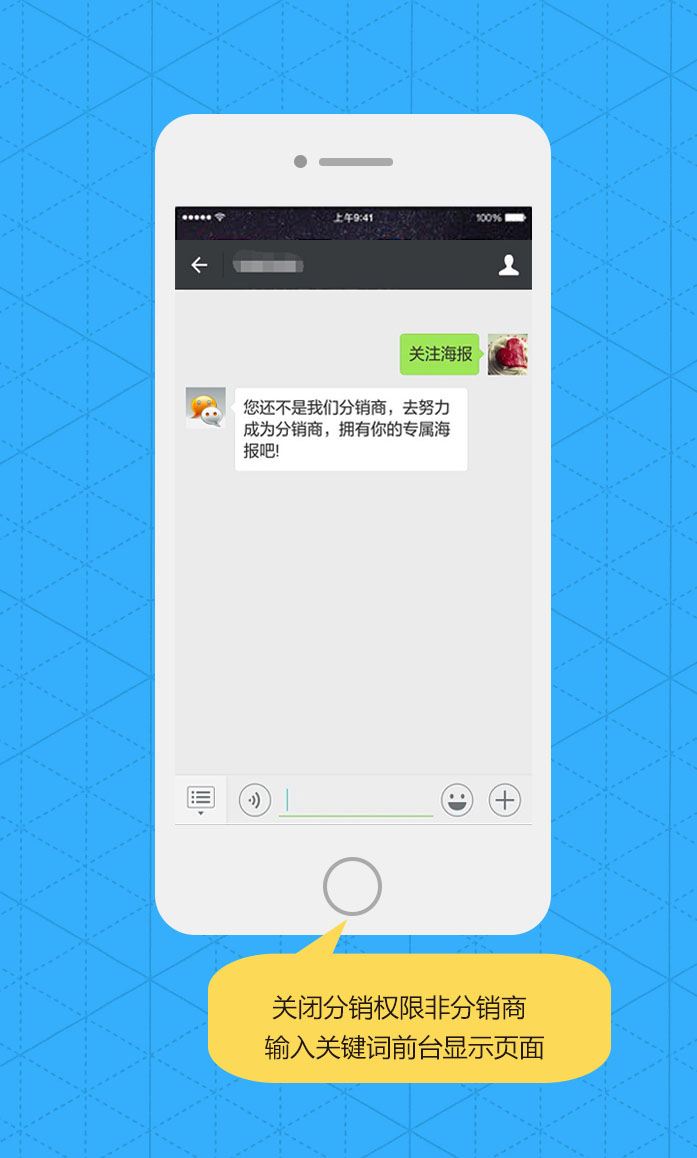 上午9:41
100%
关注海报
您还不是我们分销商，去努力
成为分销商，拥有你的专属海
报吧!
关闭分销权限非分销商
输入关键词前台显示页面